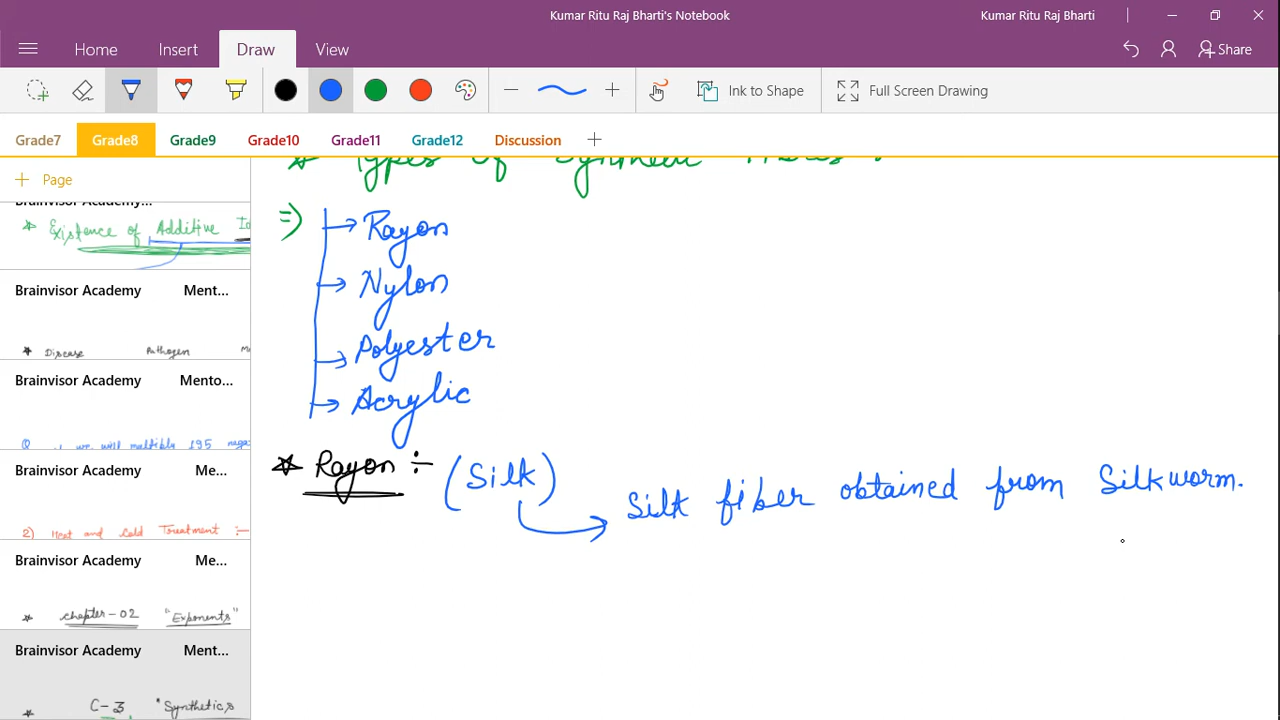 Kumar Ritu Raj Bharti's Notebook
Kumar Ritu Raj Bharti
Home Insert Draw View
Share
Ink to Shape
Full Screen Drawing
Grade7 Grade8 Grade9 Grade10 Grade11 Grade12 Discussion
Page
Brainvisor Academy...
* Existence of Additive
Brainvisor Academy Ment...
* Disease Pathogen
Brainvisor Academy Mento...
Brainvisor Academy Me...
2) Heat and Cold Treatment :-
Brainvisor Academy Me...
* Chapter-02 "Exponents"
Brainvisor Academy Ment...
* C-3 "Synthetics
* Types of Synthetic
=> Rayon
Nylon
Polyester
Acrylic
* Rayon ÷ (Silk)
Silk fiber obtained from Silkworm.